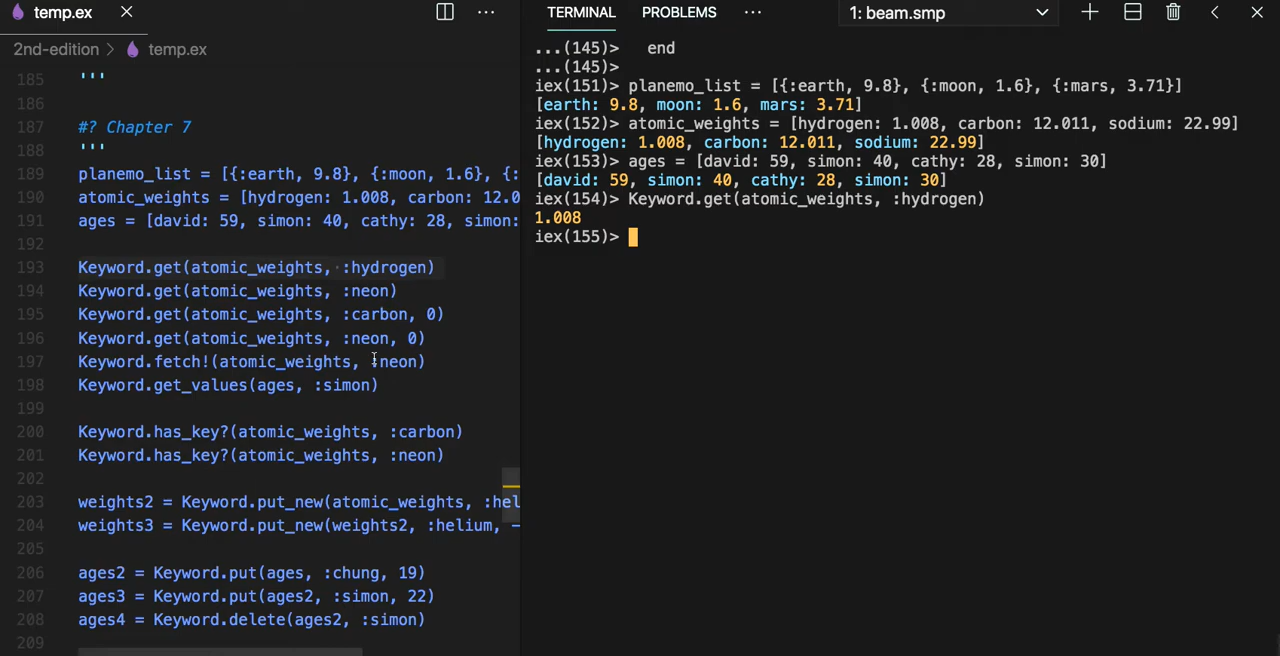 temp.ex
2nd-edition > temp.ex
185 '''
186
187 #? Chapter 7
188 '''
189 planemo_list = [{:earth, 9.8}, {:moon, 1.6}, {:
190 atomic_weights = [hydrogen: 1.008, carbon: 12.0
191 ages = [david: 59, simon: 40, cathy: 28, simon:
192
193 Keyword.get(atomic_weights,·:hydrogen)
194 Keyword.get(atomic_weights, :neon)
195 Keyword.get(atomic_weights, :carbon, 0)
196 Keyword.get(atomic_weights, :neon, 0)
197 Keyword.fetch!(atomic_weights, :neon)
198 Keyword.get_values(ages, :simon)
199
200 Keyword.has_key?(atomic_weights, :carbon)
201 Keyword.has_key?(atomic_weights, :neon)
202
203 weights2 = Keyword.put_new(atomic_weights, :hel
204 weights3 = Keyword.put_new(weights2, :helium, -
205
206 ages2 = Keyword.put(ages, :chung, 19)
207 ages3 = Keyword.put(ages2, :simon, 22)
208 ages4 = Keyword.delete(ages2, :simon)
209
TERMINAL PROBLEMS ··· 1: beam.smp
...(145)>   end
...(145)>
iex(151)> planemo_list = [{:earth, 9.8}, {:moon, 1.6}, {:mars, 3.71}]
[earth: 9.8, moon: 1.6, mars: 3.71]
iex(152)> atomic_weights = [hydrogen: 1.008, carbon: 12.011, sodium: 22.99]
[hydrogen: 1.008, carbon: 12.011, sodium: 22.99]
iex(153)> ages = [david: 59, simon: 40, cathy: 28, simon: 30]
[david: 59, simon: 40, cathy: 28, simon: 30]
iex(154)> Keyword.get(atomic_weights, :hydrogen)
1.008
iex(155)>